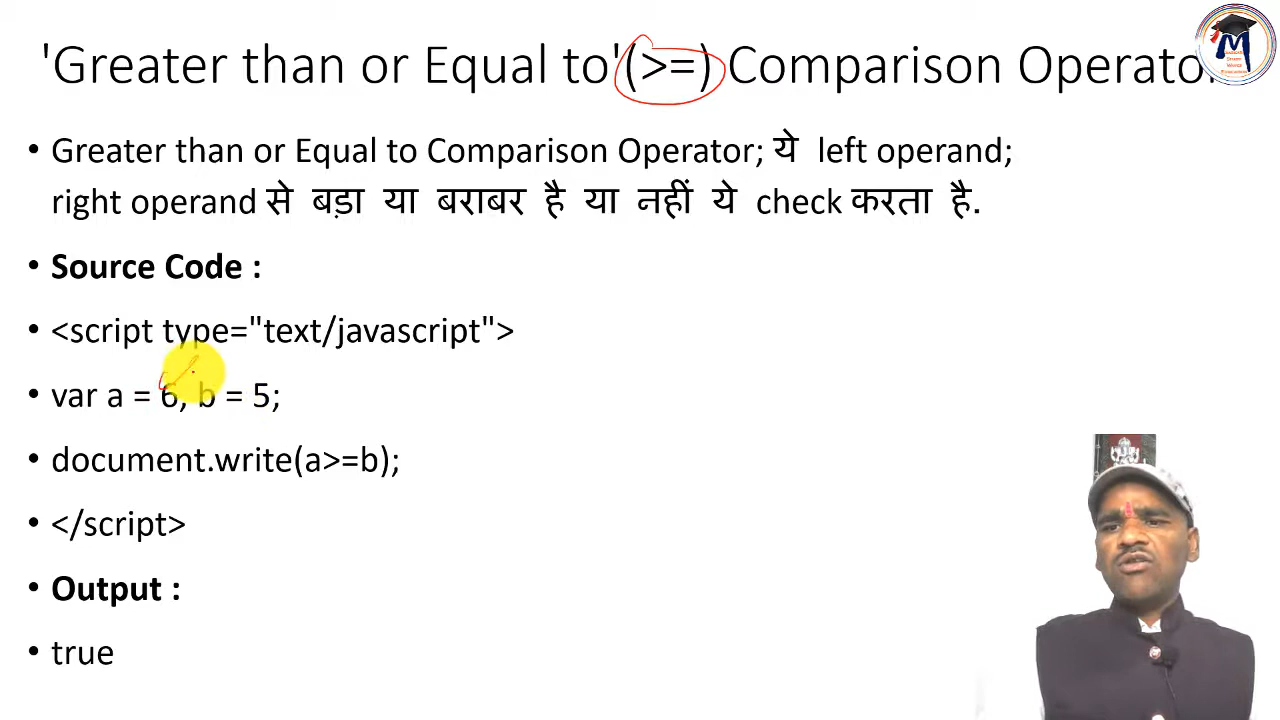 'Greater than or Equal to'(>=) Comparison Operator
• Greater than or Equal to Comparison Operator; ये left operand;
right operand से बड़ा या बराबर है या नहीं ये check करता है.
• Source Code :
• <script type="text/javascript">
• var a = 6, b = 5;
• document.write(a>=b);
• </script>
• Output :
• true